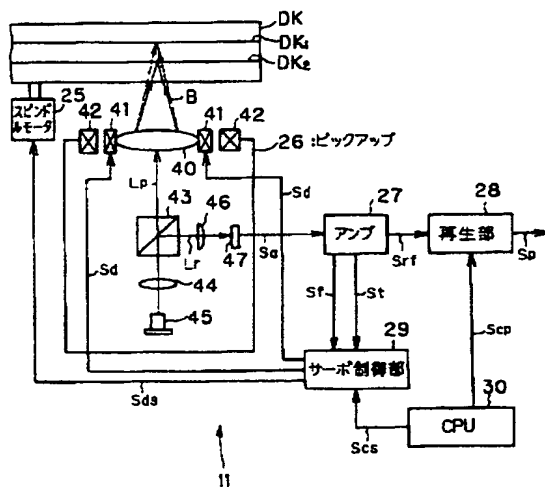 DK
DK1
DK2
25
スピンド
ルモータ
42
41
B
41
42
40
26:ピックアップ
Lp
43
46
Sd
Sd
47
Lr
Sa
27
アンプ
Srf
28
再生部
Sp
44
Sf
St
45
29
サーボ制御部
Scp
Sds
30
CPU
Scs
11